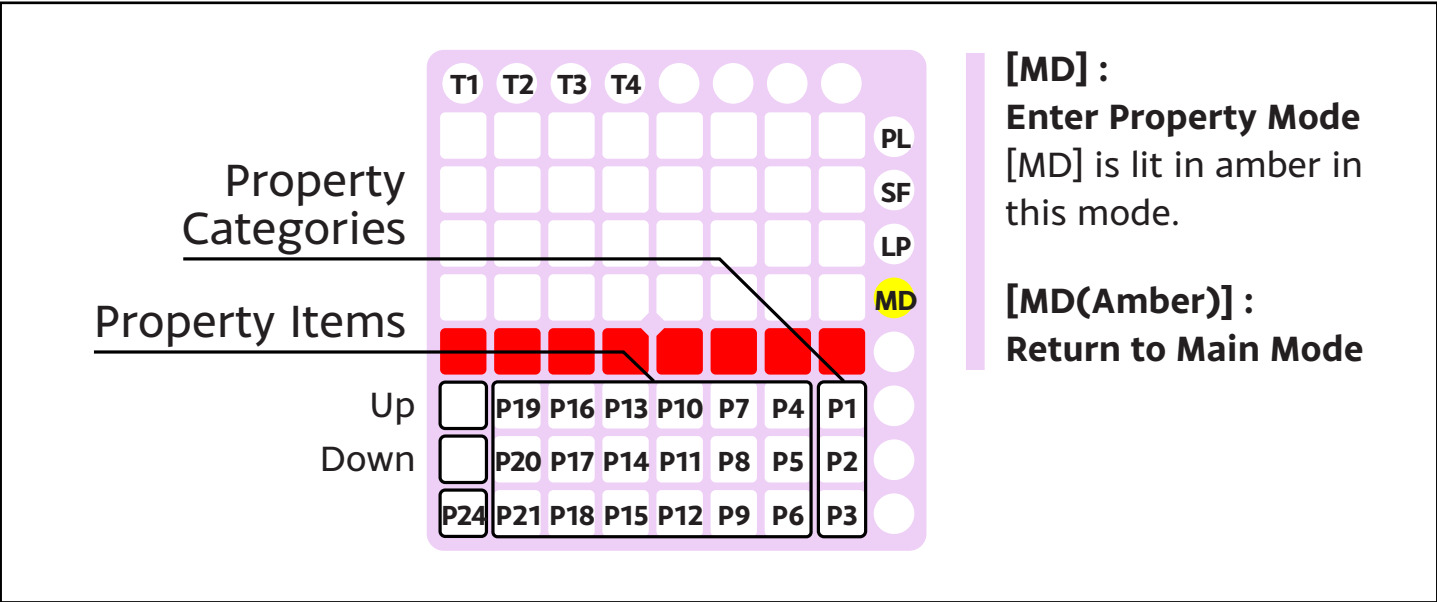 T1 T2 T3 T4
PL
Property
Categories
SF
LP
MD
Property Items
Up
P19 P16 P13 P10 P7 P4 P1
Down
P20 P17 P14 P11 P8 P5 P2
P24 P21 P18 P15 P12 P9 P6 P3
[MD] :
Enter Property Mode
[MD] is lit in amber in
this mode.
[MD(Amber)] :
Return to Main Mode